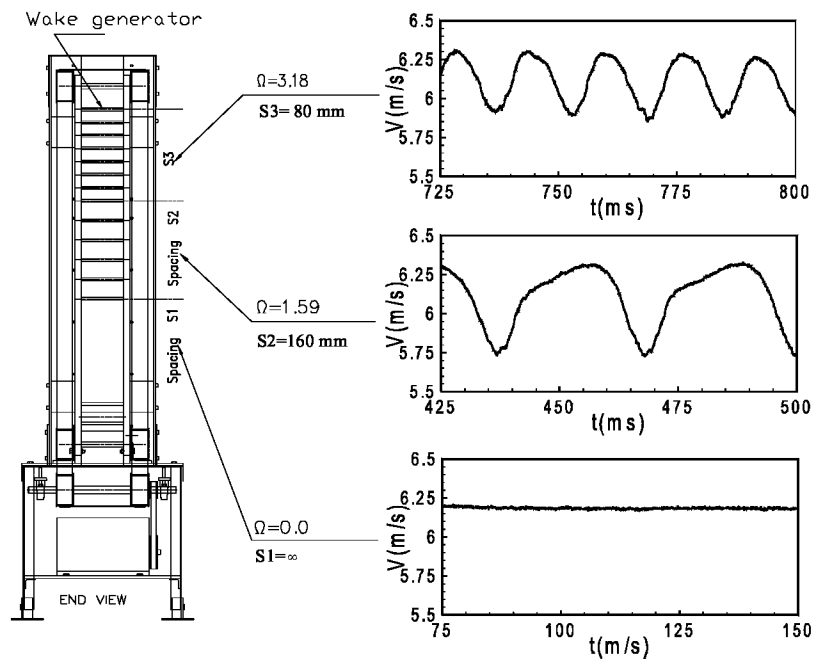 Wake generator
S3
S2
Spacing
S1
Spacing
END VIEW
Ω=3.18
S3= 80 mm
Ω=1.59
S2=160 mm
Ω=0.0
S1=∞
V(m/s)
6.5
6.25
6
5.75
5.5
725 750 775 800
t(ms)
V(m/s)
6.5
6.25
6
5.75
5.5
425 450 475 500
t(ms)
V(m/s)
6.5
6.25
6
5.75
5.5
75 100 125 150
t(m/s)